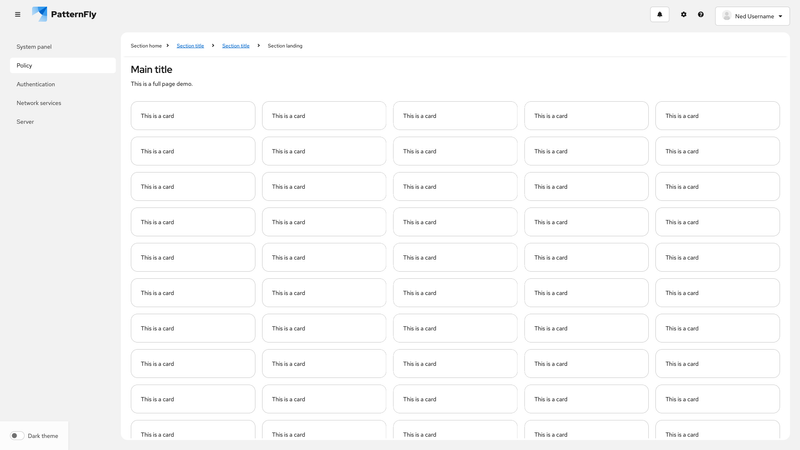 PatternFly
Ned Username
System panel
Policy
Authentication
Network services
Server
Dark theme
Section home > Section title > Section title > Section landing
Main title
This is a full page demo.
This is a card This is a card This is a card This is a card This is a card
This is a card This is a card This is a card This is a card This is a card
This is a card This is a card This is a card This is a card This is a card
This is a card This is a card This is a card This is a card This is a card
This is a card This is a card This is a card This is a card This is a card
This is a card This is a card This is a card This is a card This is a card
This is a card This is a card This is a card This is a card This is a card
This is a card This is a card This is a card This is a card This is a card
This is a card This is a card This is a card This is a card This is a card
This is a card This is a card This is a card This is a card This is a card